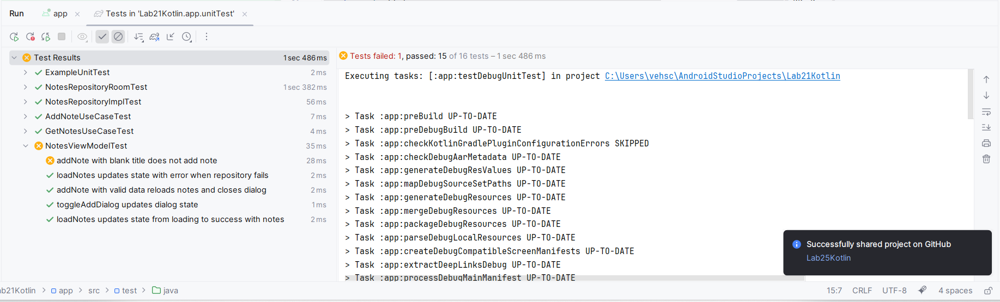 Run app Tests in 'Lab21Kotlin.app.unitTest'
Test Results 1 sec 486 ms
ExampleUnitTest 2 ms
NotesRepositoryRoomTest 1 sec 382 ms
NotesRepositoryImplTest 56 ms
AddNoteUseCaseTest 7 ms
GetNotesUseCaseTest 4 ms
NotesViewModelTest 35 ms
addNote with blank title does not add note 28 ms
loadNotes updates state with error when repository fails 2 ms
addNote with valid data reloads notes and closes dialog 2 ms
toggleAddDialog updates dialog state 1 ms
loadNotes updates state from loading to success with notes 2 ms
Tests failed: 1, passed: 15 of 16 tests – 1 sec 486 ms
Executing tasks: [:app:testDebugUnitTest] in project C:\Users\vehsc\AndroidStudioProjects\Lab21Kotlin
> Task :app:preBuild UP-TO-DATE
> Task :app:preDebugBuild UP-TO-DATE
> Task :app:checkKotlinGradlePluginConfigurationErrors SKIPPED
> Task :app:checkDebugAarMetadata UP-TO-DATE
> Task :app:generateDebugResValues UP-TO-DATE
> Task :app:mapDebugSourceSetPaths UP-TO-DATE
> Task :app:generateDebugResources UP-TO-DATE
> Task :app:mergeDebugResources UP-TO-DATE
> Task :app:packageDebugResources UP-TO-DATE
> Task :app:parseDebugLocalResources UP-TO-DATE
> Task :app:createDebugCompatibleScreenManifests UP-TO-DATE
> Task :app:extractDeepLinksDebug UP-TO-DATE
> Task :app:processDebugMainManifest UP-TO-DATE
Successfully shared project on GitHub
Lab25Kotlin
ab21Kotlin > app > src > test > java 15:7 CRLF UTF-8 4 spaces